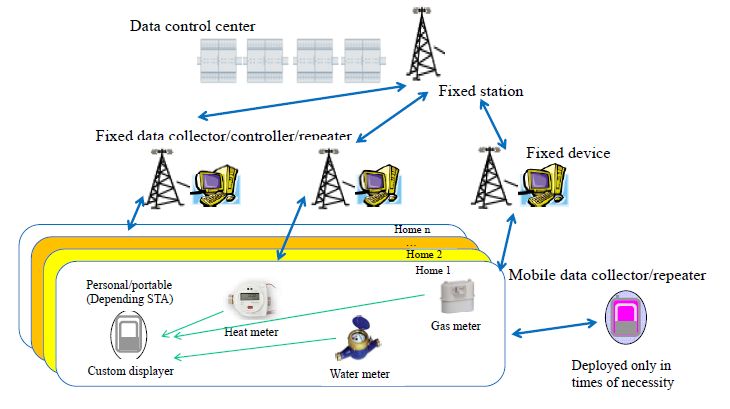 Data control center
Fixed station
Fixed data collector/controller/repeater
Fixed device
Home n
...
Home 2
Home 1
Mobile data collector/repeater
Personal/portable
(Depending STA)
Heat meter
Gas meter
Custom displayer
Water meter
Deployed only in
times of necessity